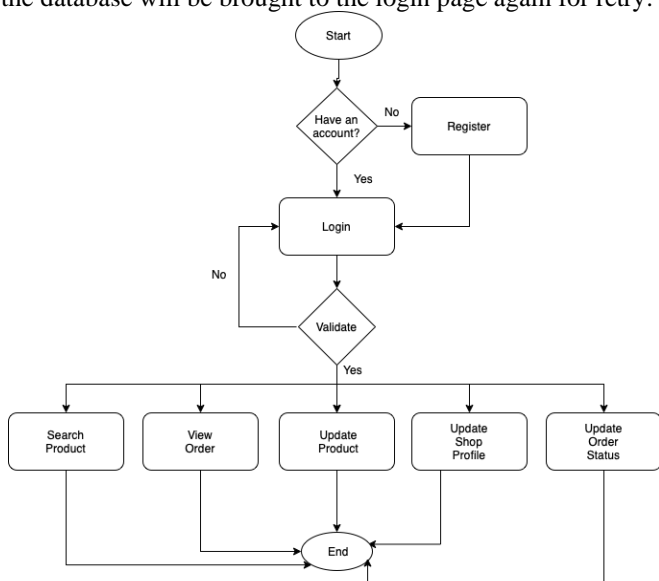 the database will be brought to the login page again for retry.
Start
Have an
account?
No
Register
Yes
Login
No
Validate
Yes
Search
Product
View
Order
Update
Product
Update
Shop
Profile
Update
Order
Status
End